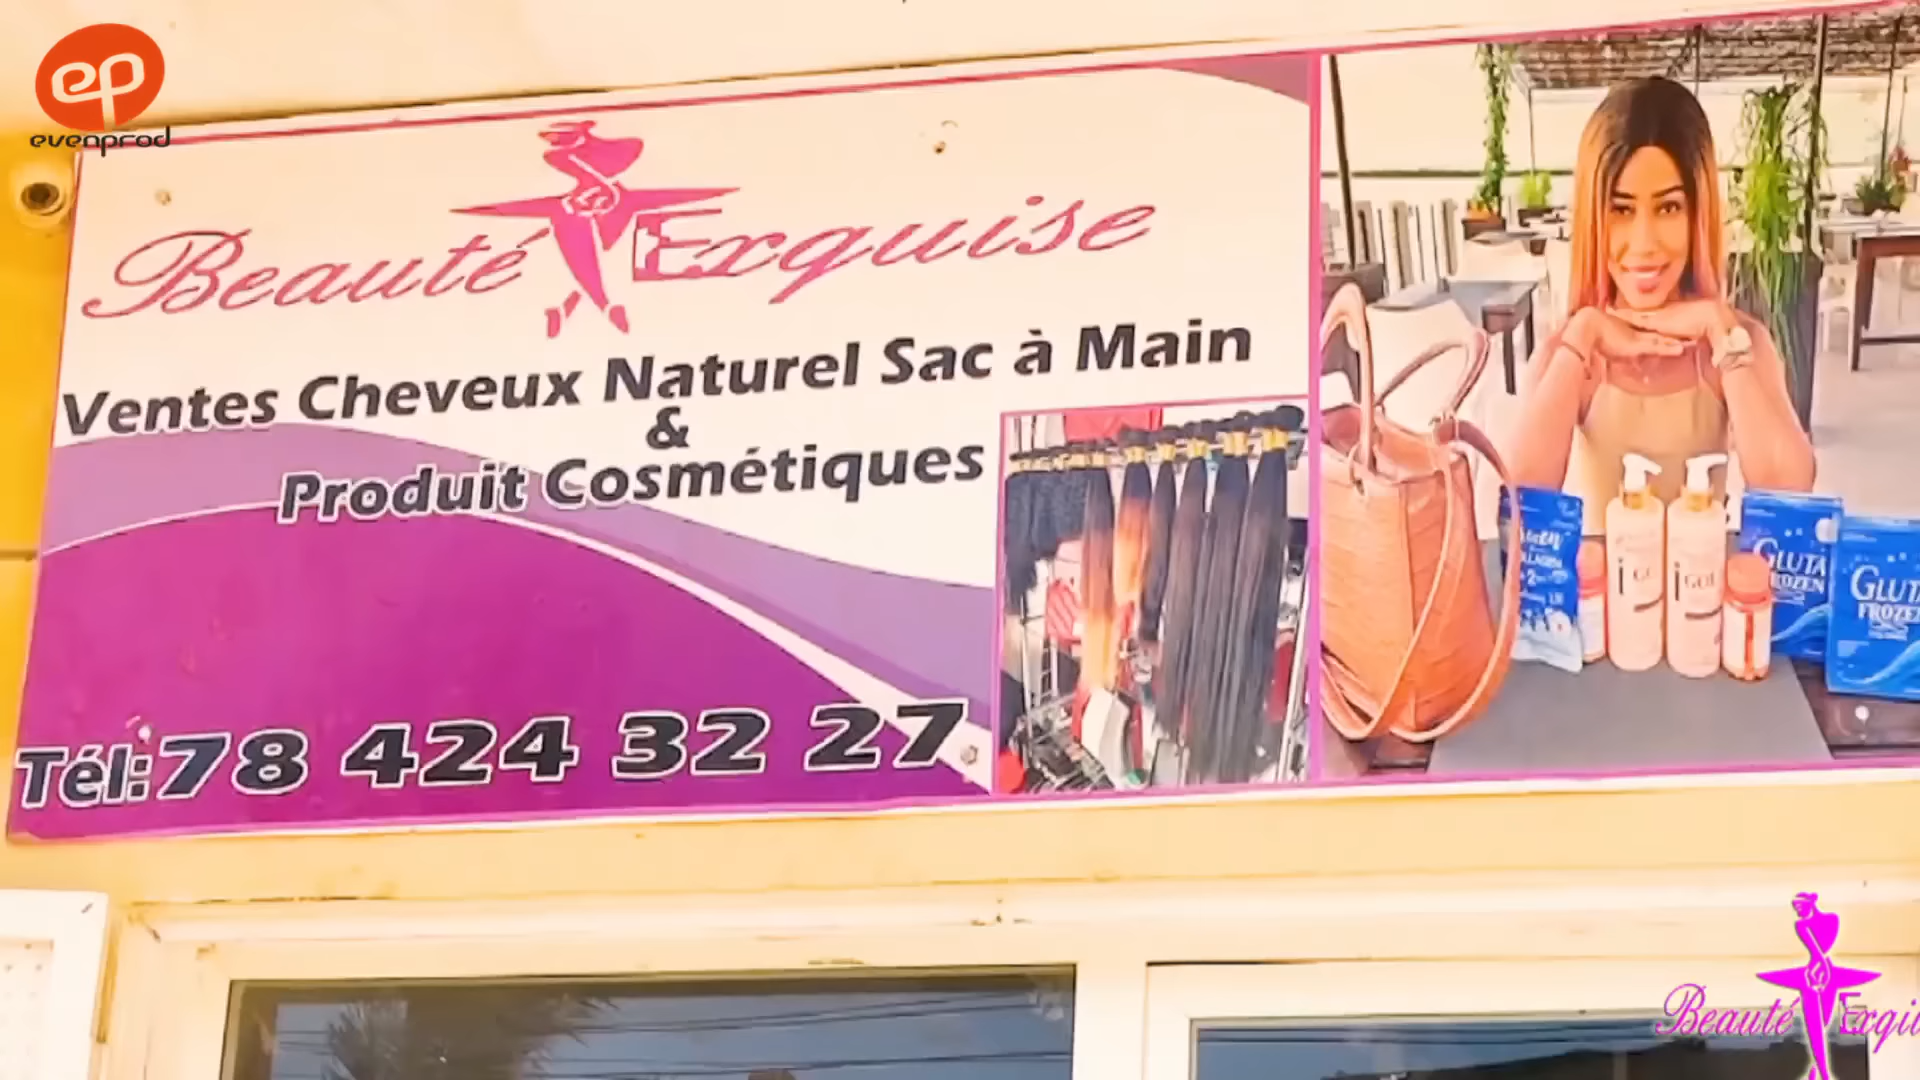 ep
evenprod
Beauté Exquise
Ventes Cheveux Naturel Sac à Main
&
Produit Cosmétiques
Tél:78 424 32 27
GLUTA
FROZEN
GLUTA
FROZEN
Beauté